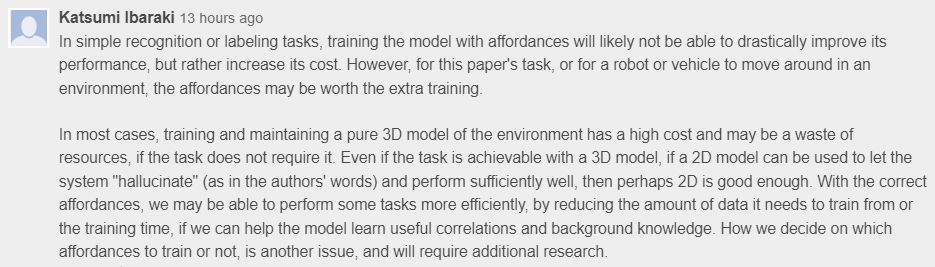 Katsumi Ibaraki 13 hours ago
In simple recognition or labeling tasks, training the model with affordances will likely not be able to drastically improve its
performance, but rather increase its cost. However, for this paper's task, or for a robot or vehicle to move around in an
environment, the affordances may be worth the extra training.
In most cases, training and maintaining a pure 3D model of the environment has a high cost and may be a waste of
resources, if the task does not require it. Even if the task is achievable with a 3D model, if a 2D model can be used to let the
system "hallucinate" (as in the authors' words) and perform sufficiently well, then perhaps 2D is good enough. With the correct
affordances, we may be able to perform some tasks more efficiently, by reducing the amount of data it needs to train from or
the training time, if we can help the model learn useful correlations and background knowledge. How we decide on which
affordances to train or not, is another issue, and will require additional research.